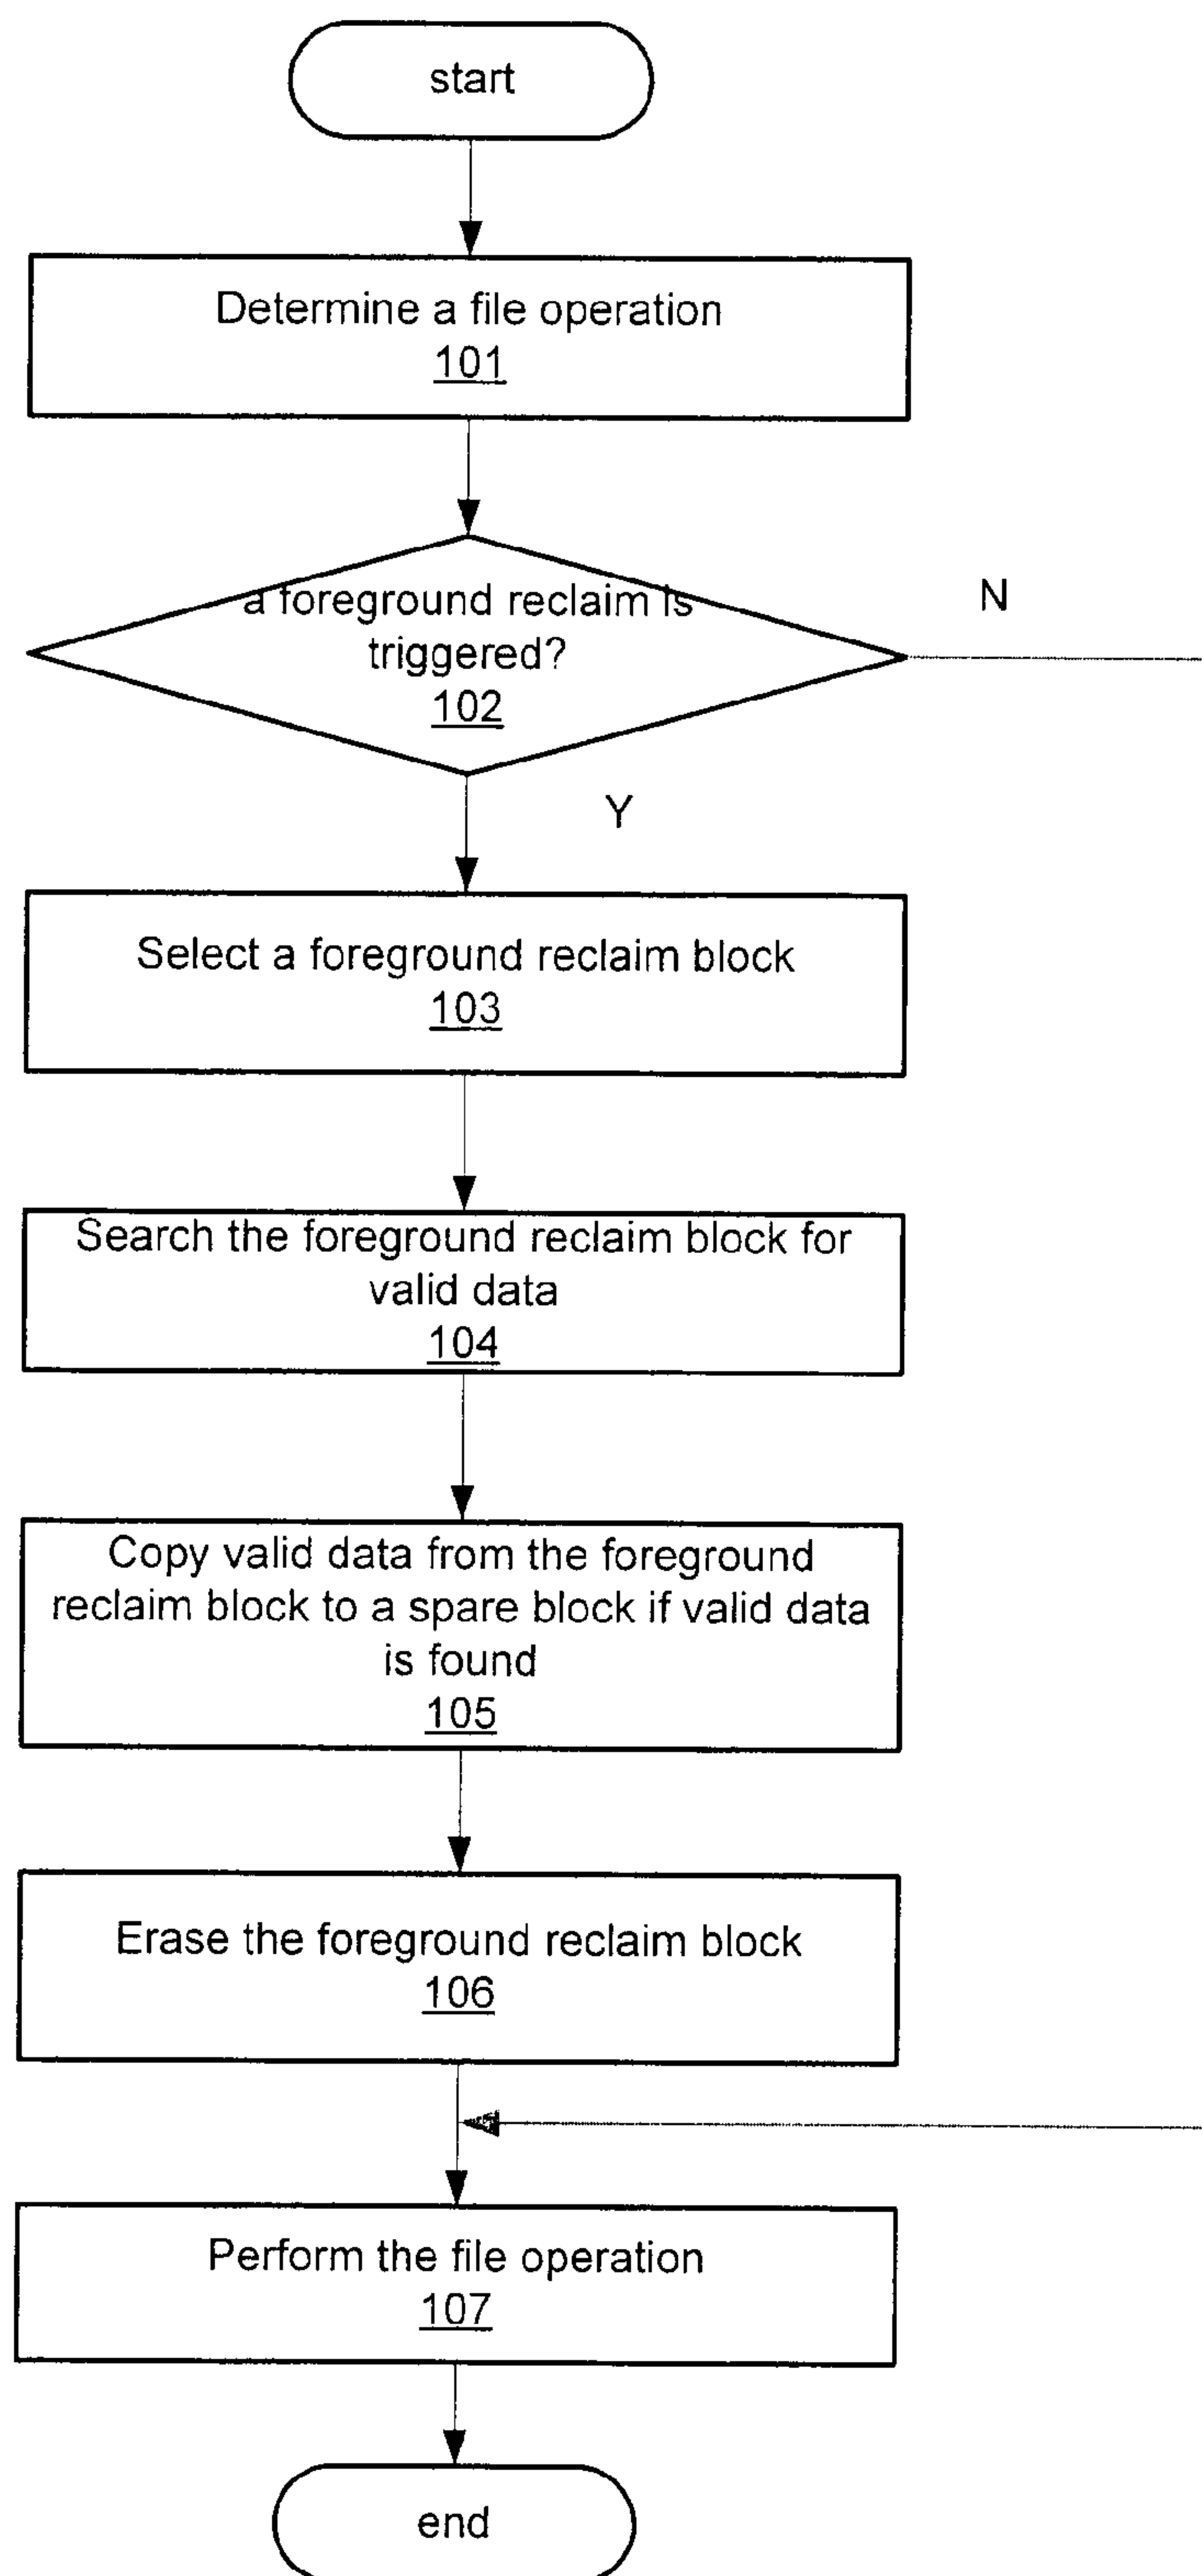 start
Determine a file operation
101
a foreground reclaim is
triggered?
102
N
Y
Select a foreground reclaim block
103
Search the foreground reclaim block for
valid data
104
Copy valid data from the foreground
reclaim block to a spare block if valid data
is found
105
Erase the foreground reclaim block
106
Perform the file operation
107
end